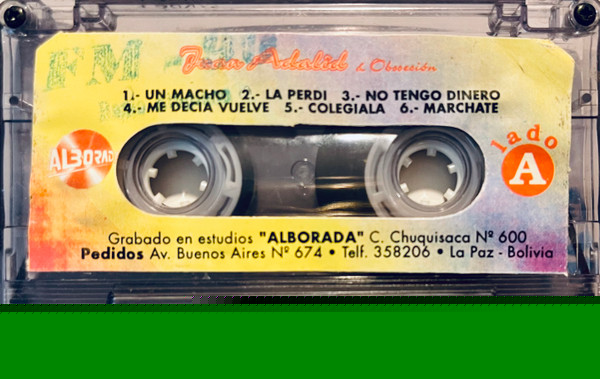 FM
Juan Adalid & Obsesión
1.- UN MACHO 2.- LA PERDI 3.- NO TENGO DINERO
4.- ME DECIA VUELVE 5.- COLEGIALA 6.- MARCHATE
ALBORAD
lado
A
Grabado en estudios "ALBORADA" C. Chuquisaca Nº 600
Pedidos Av. Buenos Aires Nº 674 • Telf. 358206 • La Paz - Bolivia